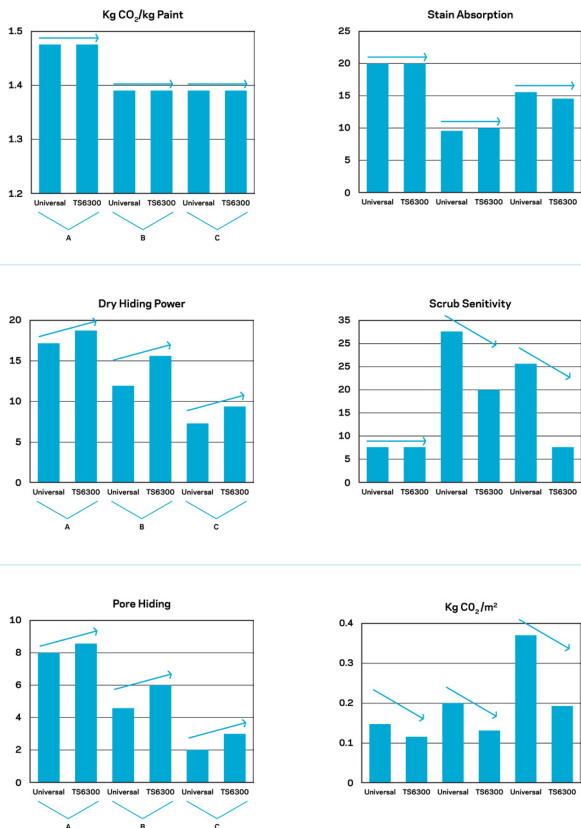 Kg CO₂/kg Paint
1.5
1.4
1.3
1.2
Universal TS6300 Universal TS6300 Universal TS6300
A B C
Stain Absorption
25
20
15
10
5
0
Universal TS6300 Universal TS6300 Universal TS6300
Dry Hiding Power
20
15
10
5
0
Universal TS6300 Universal TS6300 Universal TS6300
A B C
Scrub Senitivity
35
35
25
20
25
10
5
0
Universal TS6300 Universal TS6300 Universal TS6300
Pore Hiding
10
8
6
4
2
0
Universal TS6300 Universal TS6300 Universal TS6300
A B C
Kg CO₂/m²
0.4
0.3
0.2
0.1
0
Universal TS6300 Universal TS6300 Universal TS6300